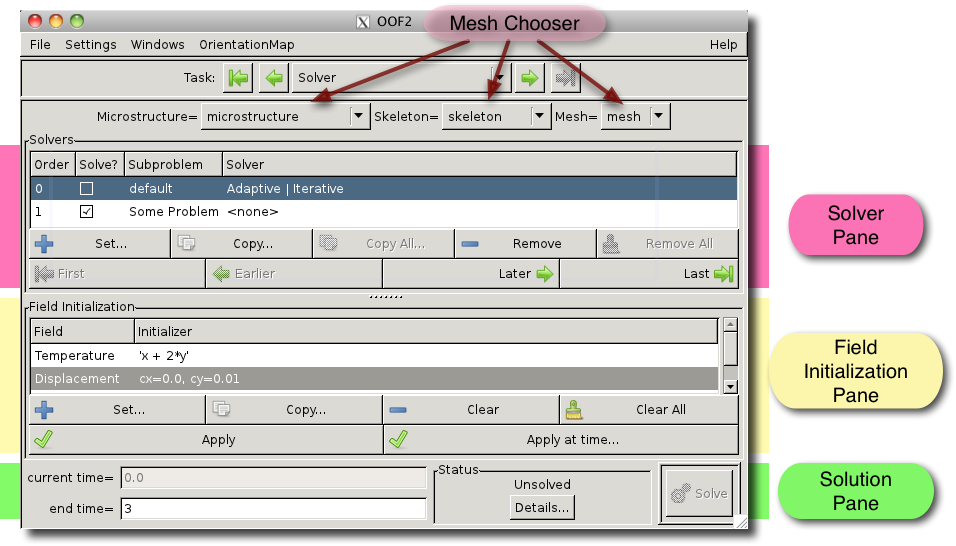 OOF2
Mesh Chooser
File Settings Windows OrientationMap Help
Task: Solver
Microstructure= microstructure Skeleton= skeleton Mesh= mesh
Solvers
Order Solve? Subproblem Solver
0 default Adaptive | Iterative
1 Some Problem <none>
Set... Copy... Copy All... Remove Remove All
First Earlier Later Last
Solver
Pane
Field Initialization
Field Initializer
Temperature 'x + 2*y'
Displacement cx=0.0, cy=0.01
Set... Copy... Clear Clear All
Apply Apply at time...
Field
Initialization
Pane
current time= 0.0
end time= 3
Status
Unsolved
Details...
Solve
Solution
Pane